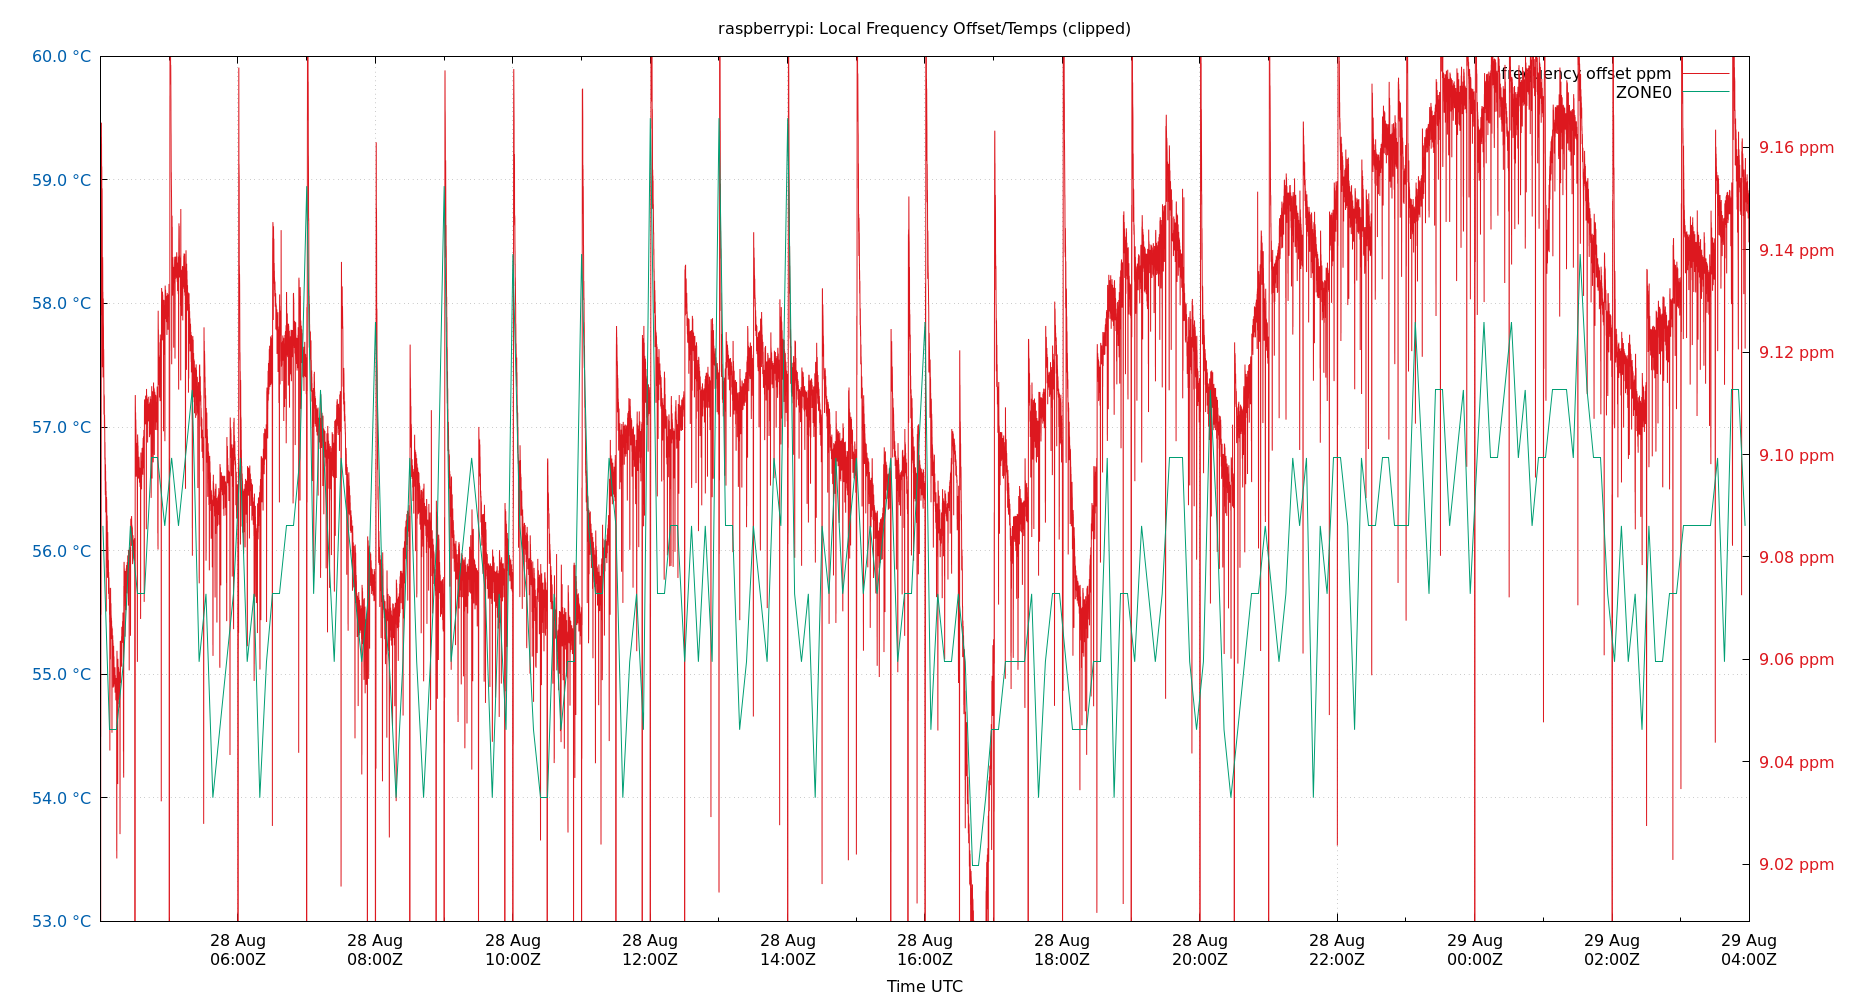 raspberrypi: Local Frequency Offset/Temps (clipped)
60.0 °C
59.0 °C
58.0 °C
57.0 °C
56.0 °C
55.0 °C
54.0 °C
53.0 °C
frequency offset ppm
ZONE0
9.16 ppm
9.14 ppm
9.12 ppm
9.10 ppm
9.08 ppm
9.06 ppm
9.04 ppm
9.02 ppm
28 Aug 28 Aug 28 Aug 28 Aug 28 Aug 28 Aug 28 Aug 28 Aug 28 Aug 29 Aug 29 Aug 29 Aug
06:00Z 08:00Z 10:00Z 12:00Z 14:00Z 16:00Z 18:00Z 20:00Z 22:00Z 00:00Z 02:00Z 04:00Z
Time UTC